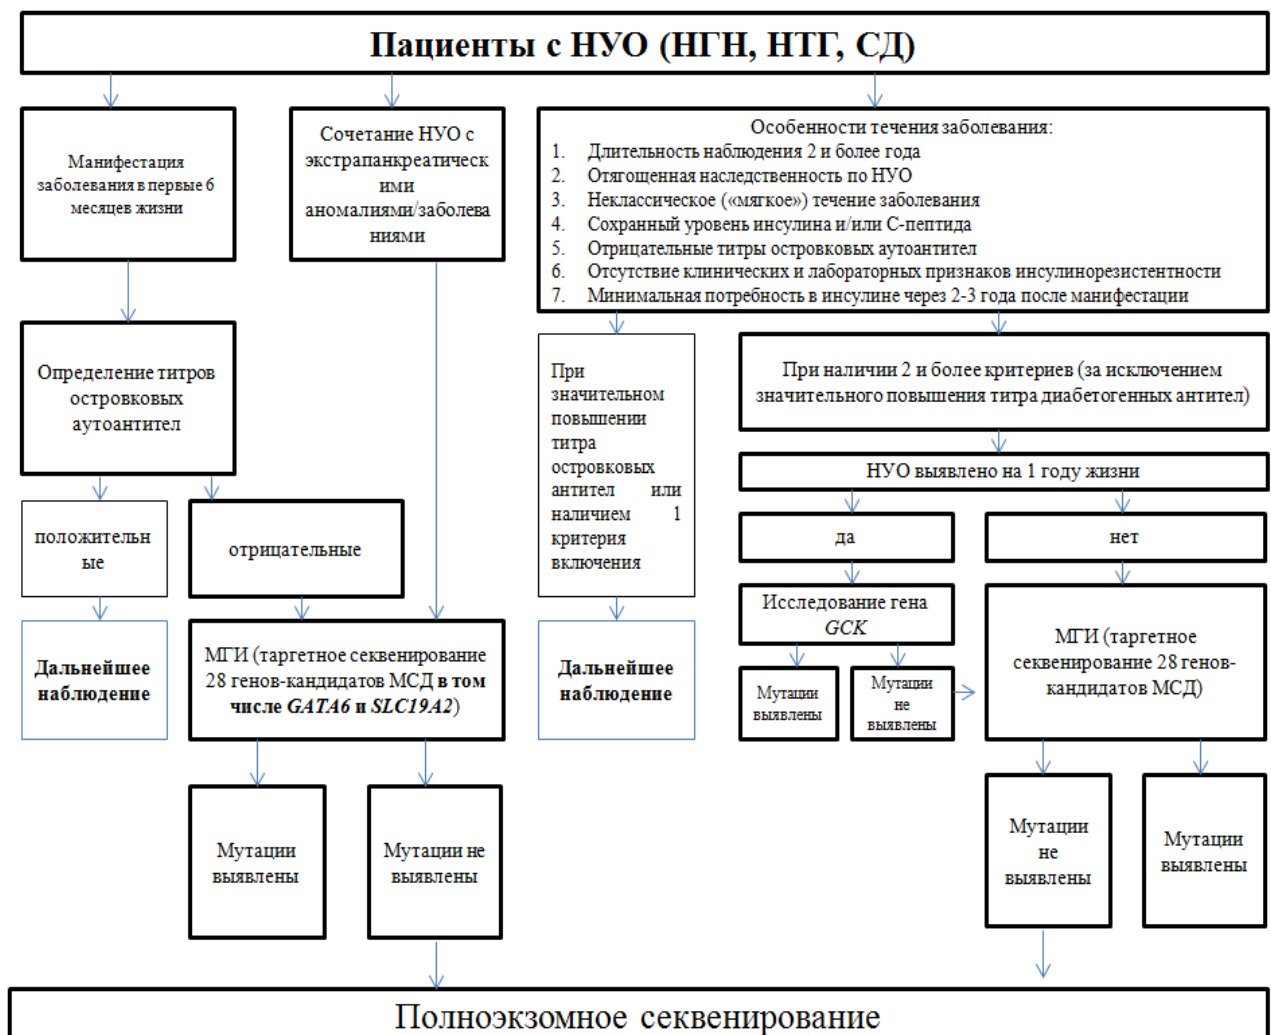 Пациенты с НУО (НГН, НТГ, СД)
Манифестация
заболевания в первые 6
месяцев жизни
Сочетание НУО с
экстрапанкреатическ
ими
аномалиями/заболева
ниями
Особенности течения заболевания:
1. Длительность наблюдения 2 и более года
2. Отягощенная наследственность по НУО
3. Неклассическое («мягкое») течение заболевания
4. Сохранный уровень инсулина и/или С-пептида
5. Отрицательные титры островковых аутоантител
6. Отсутствие клинических и лабораторных признаков инсулинорезистентности
7. Минимальная потребность в инсулине через 2-3 года после манифестации
Определение титров
островковых
аутоантител
положительн
ые
отрицательные
Дальнейшее
наблюдение
МГИ (таргетное секвенирование
28 генов-кандидатов МСД в том
числе GATA6 и SLC19A2)
Мутации
выявлены
Мутации не
выявлены
При
значительном
повышении
титра
островковых
антител или
наличием 1
критерия
включения
Дальнейшее
наблюдение
При наличии 2 и более критериев (за исключением
значительного повышения титра диабетогенных антител)
НУО выявлено на 1 году жизни
да
нет
Исследование гена
GCK
Мутации
выявлены
Мутации
не
выявлены
МГИ (таргетное
секвенирование 28 генов-
кандидатов МСД)
Мутации
не
выявлены
Мутации
выявлены
Полноэкзомное секвенирование